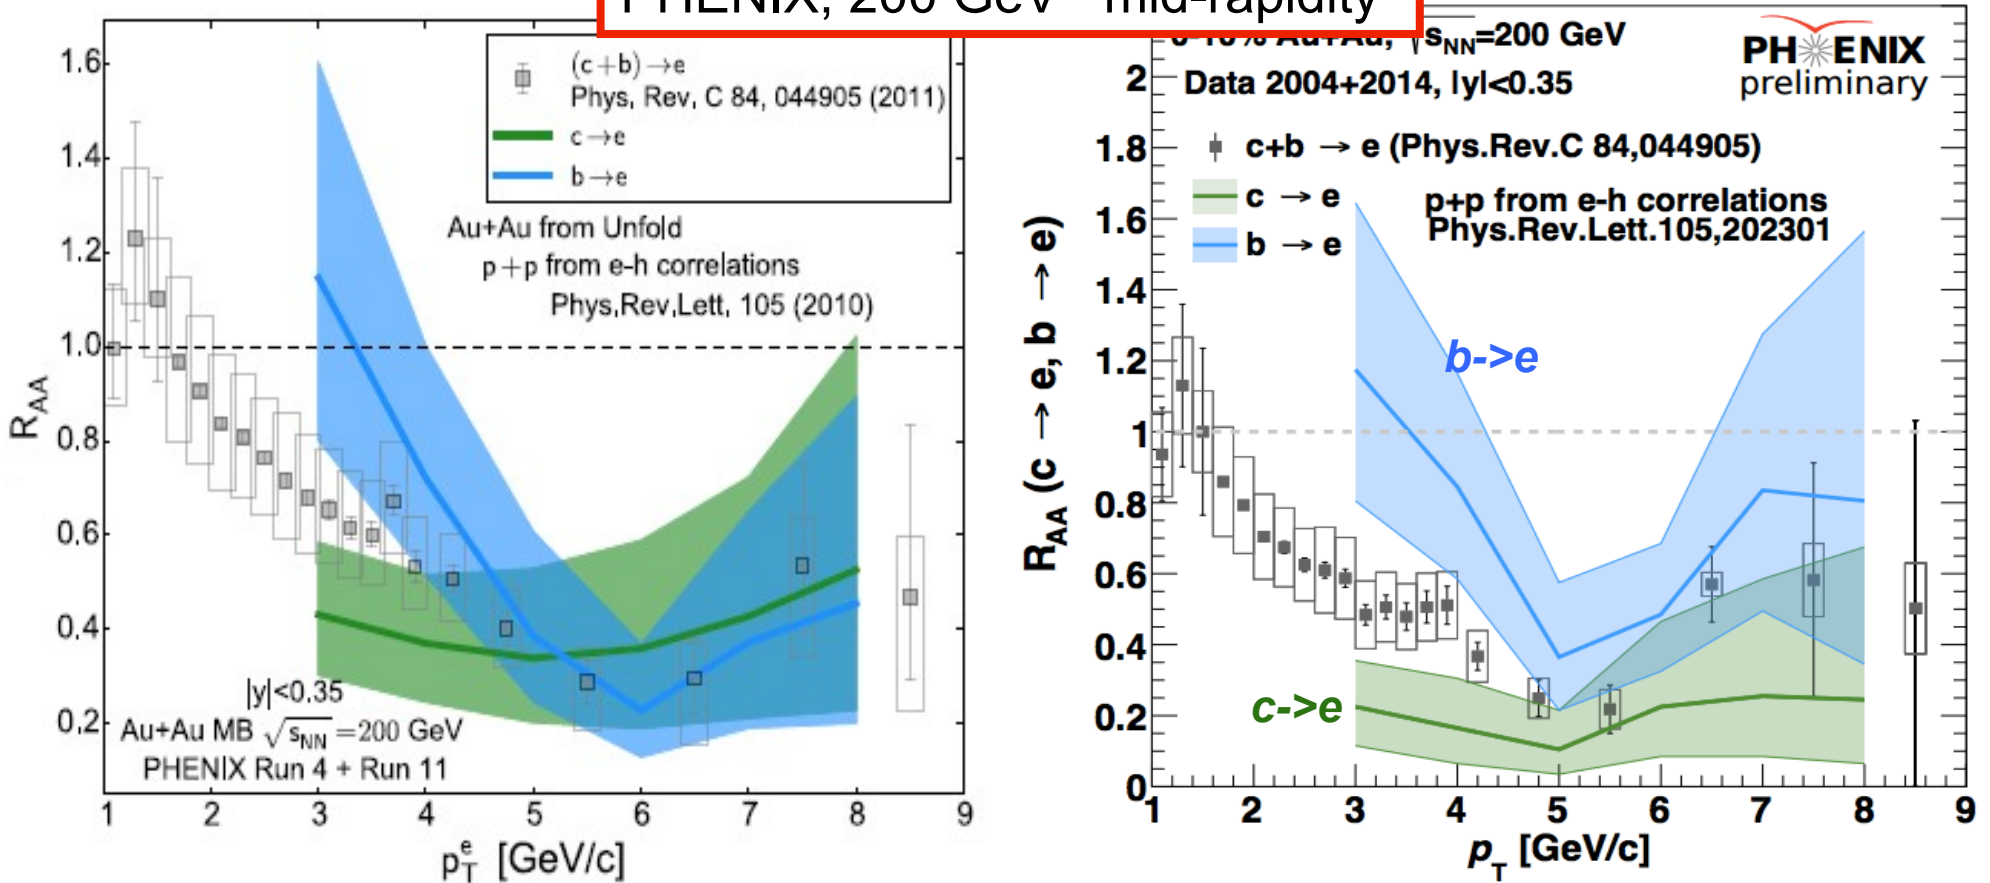 PHENIX, 200 GeV mid-rapidity
1.6
1.4
1.2
1.0
0.8
0.6
0.4
0.2
R_AA
(c+b)→e
Phys. Rev. C 84, 044905 (2011)
c→e
b→e
Au+Au from Unfold
p+p from e-h correlations
Phys.Rev.Lett. 105 (2010)
|y|<0.35
Au+Au MB √s_NN=200 GeV
PHENIX Run 4 + Run 11
1 2 3 4 5 6 7 8 9
p_T^e [GeV/c]
0-10% Au+Au, √s_NN=200 GeV
Data 2004+2014, |y|<0.35
PHENIX
preliminary
c+b → e (Phys.Rev.C 84,044905)
c → e
b → e
p+p from e-h correlations
Phys.Rev.Lett.105,202301
b->e
c->e
R_AA (c → e, b → e)
2
1.8
1.6
1.4
1.2
1
0.8
0.6
0.4
0.2
0
1 2 3 4 5 6 7 8 9
p_T [GeV/c]